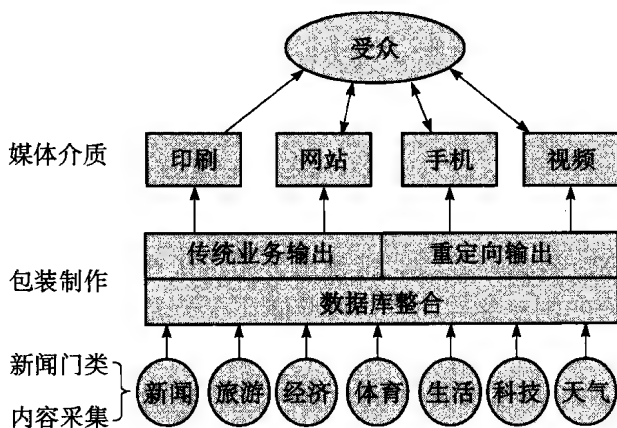 受众
媒体介质
印刷 网站 手机 视频
传统业务输出 重定向输出
包装制作
数据库整合
新闻门类
新闻 旅游 经济 体育 生活 科技 天气
内容采集